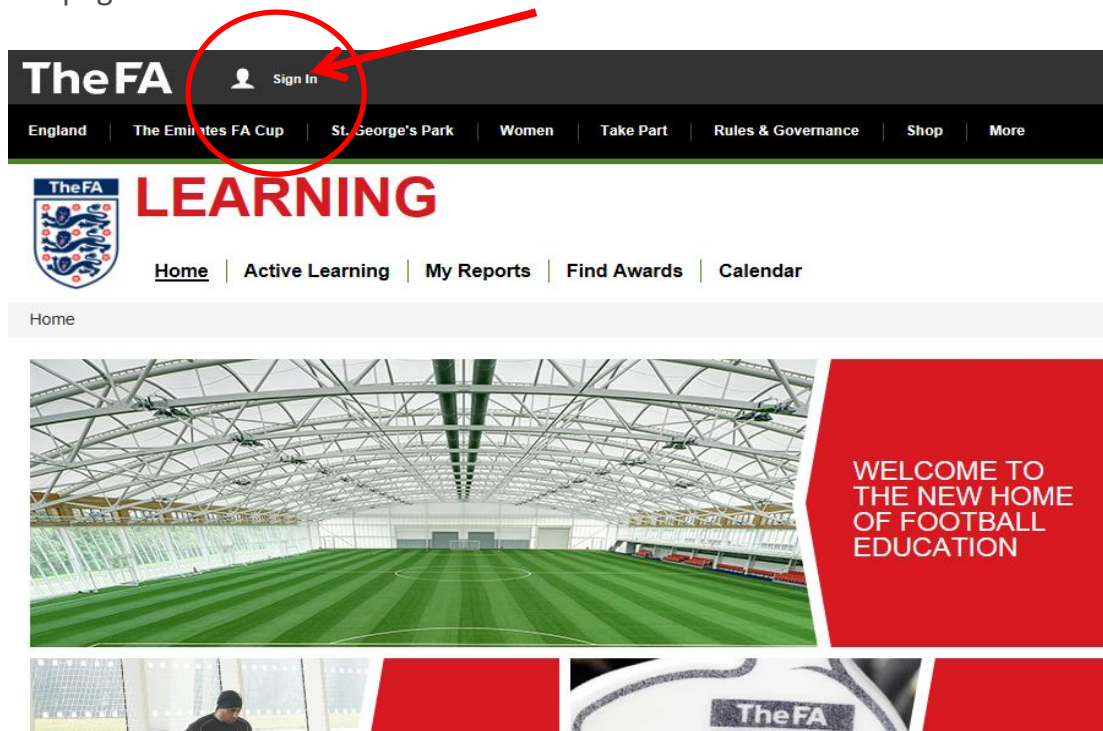 TheFA Sign In
England The Emirates FA Cup St. George's Park Women Take Part Rules & Governance Shop More
TheFA
LEARNING
Home Active Learning My Reports Find Awards Calendar
Home
WELCOME TO
THE NEW HOME
OF FOOTBALL
EDUCATION
TheFA